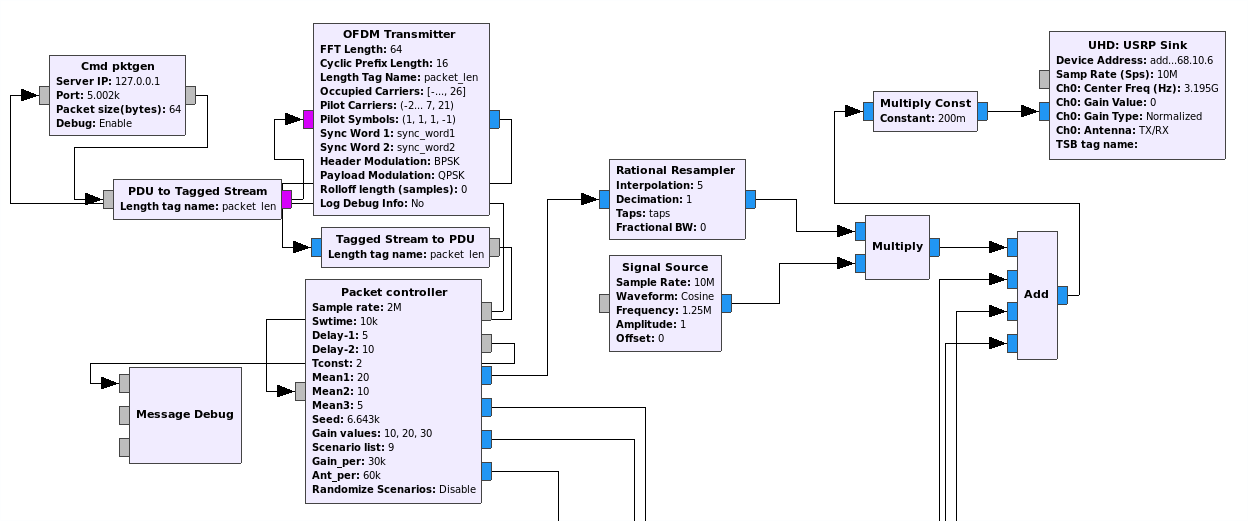 Cmd pktgen
Server IP: 127.0.0.1
Port: 5.002k
Packet size(bytes): 64
Debug: Enable
PDU to Tagged Stream
Length tag name: packet_len
OFDM Transmitter
FFT Length: 64
Cyclic Prefix Length: 16
Length Tag Name: packet_len
Occupied Carriers: [-..., 26]
Pilot Carriers: (-2... 7, 21)
Pilot Symbols: (1, 1, 1, -1)
Sync Word 1: sync_word1
Sync Word 2: sync_word2
Header Modulation: BPSK
Payload Modulation: QPSK
Rolloff length (samples): 0
Log Debug Info: No
Tagged Stream to PDU
Length tag name: packet_len
Packet controller
Sample rate: 2M
Swtime: 10k
Delay-1: 5
Delay-2: 10
Tconst: 2
Mean1: 20
Mean2: 10
Mean3: 5
Seed: 6.643k
Gain values: 10, 20, 30
Scenario list: 9
Gain_per: 30k
Ant_per: 60k
Randomize Scenarios: Disable
Message Debug
Rational Resampler
Interpolation: 5
Decimation: 1
Taps: taps
Fractional BW: 0
Signal Source
Sample Rate: 10M
Waveform: Cosine
Frequency: 1.25M
Amplitude: 1
Offset: 0
Multiply
Add
Multiply Const
Constant: 200m
UHD: USRP Sink
Device Address: add...68.10.6
Samp Rate (Sps): 10M
Ch0: Center Freq (Hz): 3.195G
Ch0: Gain Value: 0
Ch0: Gain Type: Normalized
Ch0: Antenna: TX/RX
TSB tag name: